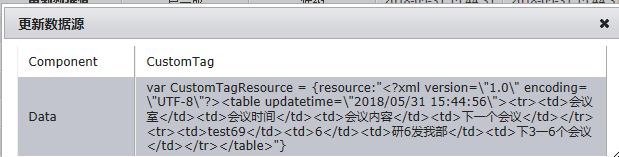 更新数据源
Component CustomTag
Data
var CustomTagResource = {resource:"<?xml version=\"1.0\" encoding=
\"UTF-8\"?><table updatetime=\"2018/05/31 15:44:56\"><tr><td>会议
室</td><td>会议时间</td><td>会议内容</td><td>下一个会议</td></tr>
<tr><td>test69</td><td>6</td><td>研6发我部</td><td>下3一6个会议
</td></tr></table>"}